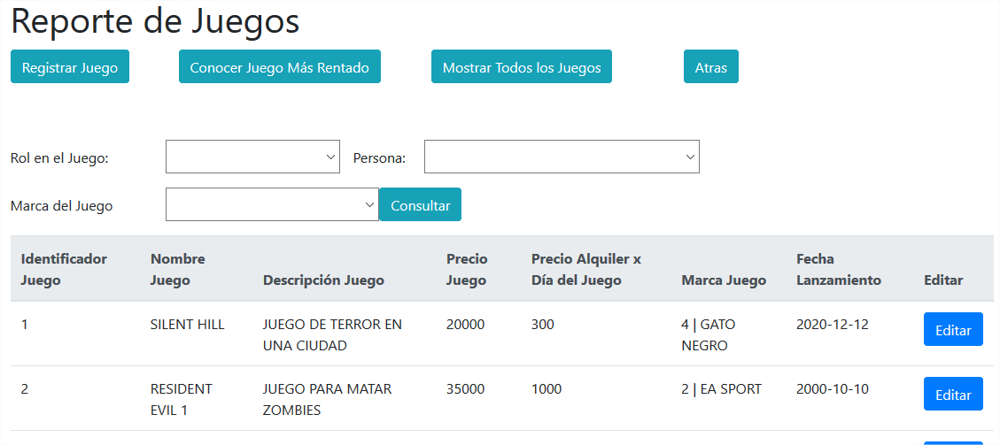 Reporte de Juegos
Registrar Juego Conocer Juego Más Rentado Mostrar Todos los Juegos Atras
Rol en el Juego: Persona:
Marca del Juego Consultar
Identificador Nombre Precio Precio Alquiler x Fecha
Juego Juego Descripción Juego Juego Día del Juego Marca Juego Lanzamiento Editar
1 SILENT HILL JUEGO DE TERROR EN 20000 300 4 | GATO 2020-12-12 Editar
UNA CIUDAD NEGRO
2 RESIDENT JUEGO PARA MATAR 35000 1000 2 | EA SPORT 2000-10-10 Editar
EVIL 1 ZOMBIES